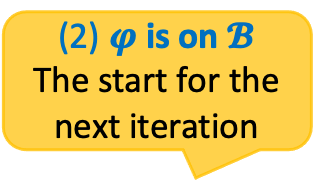 (2) 𝝋 is on 𝓑
The start for the
next iteration